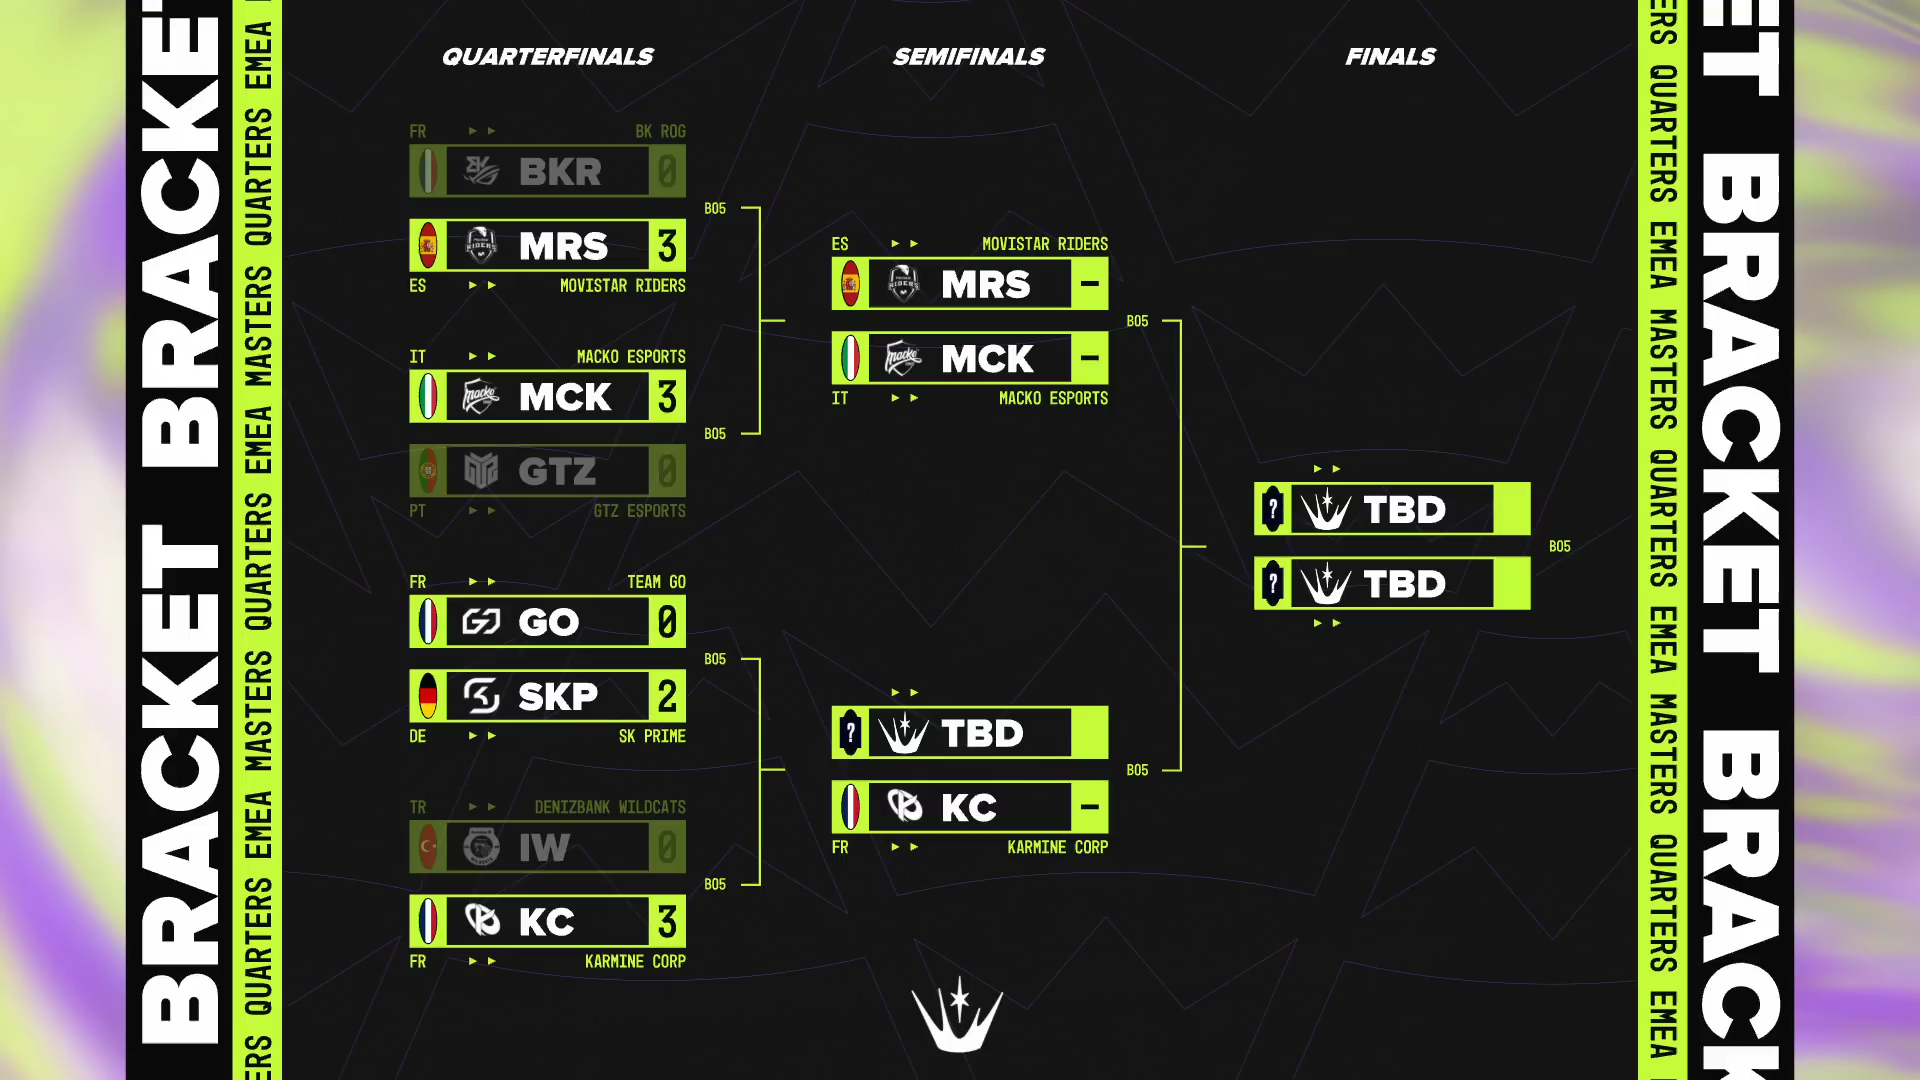 QUARTERFINALS
SEMIFINALS
FINALS
FR BK ROG
BKR 0
BO5
MRS 3
ES MOVISTAR RIDERS
IT MACKO ESPORTS
MCK 3
BO5
GTZ 0
PT GTZ ESPORTS
FR TEAM GO
GO 0
BO5
SKP 2
DE SK PRIME
TR DENIZBANK WILDCATS
IW 0
BO5
KC 3
FR KARMINE CORP
ES MOVISTAR RIDERS
MRS -
BO5
MCK -
IT MACKO ESPORTS
? TBD
BO5
KC -
FR KARMINE CORP
? TBD
BO5
? TBD
BRACKET BRACKET
ERS QUARTERS EMEA MASTERS QUARTERS EMEA MASTERS QUARTERS EMEA
ERS QUARTERS EMEA MASTERS QUARTERS EMEA MASTERS QUARTERS EMEA
ET BRACKET BRACK